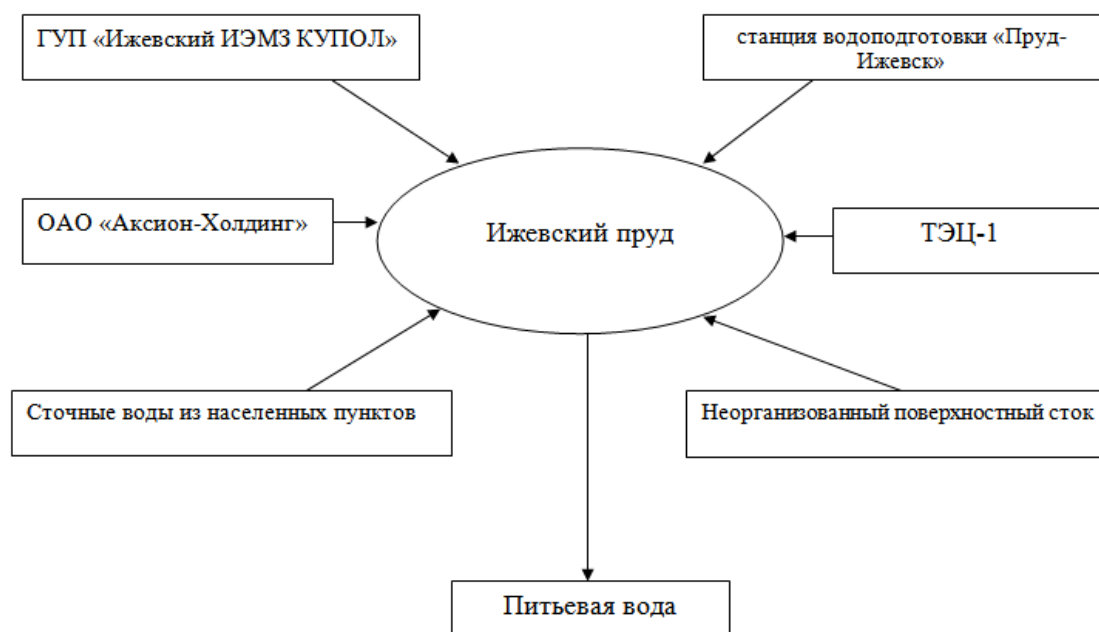 ГУП «Ижевский ИЭМЗ КУПОЛ»
станция водоподготовки «Пруд-
Ижевск»
ОАО «Аксион-Холдинг»
Ижевский пруд
ТЭЦ-1
Сточные воды из населенных пунктов
Неорганизованный поверхностный сток
Питьевая вода